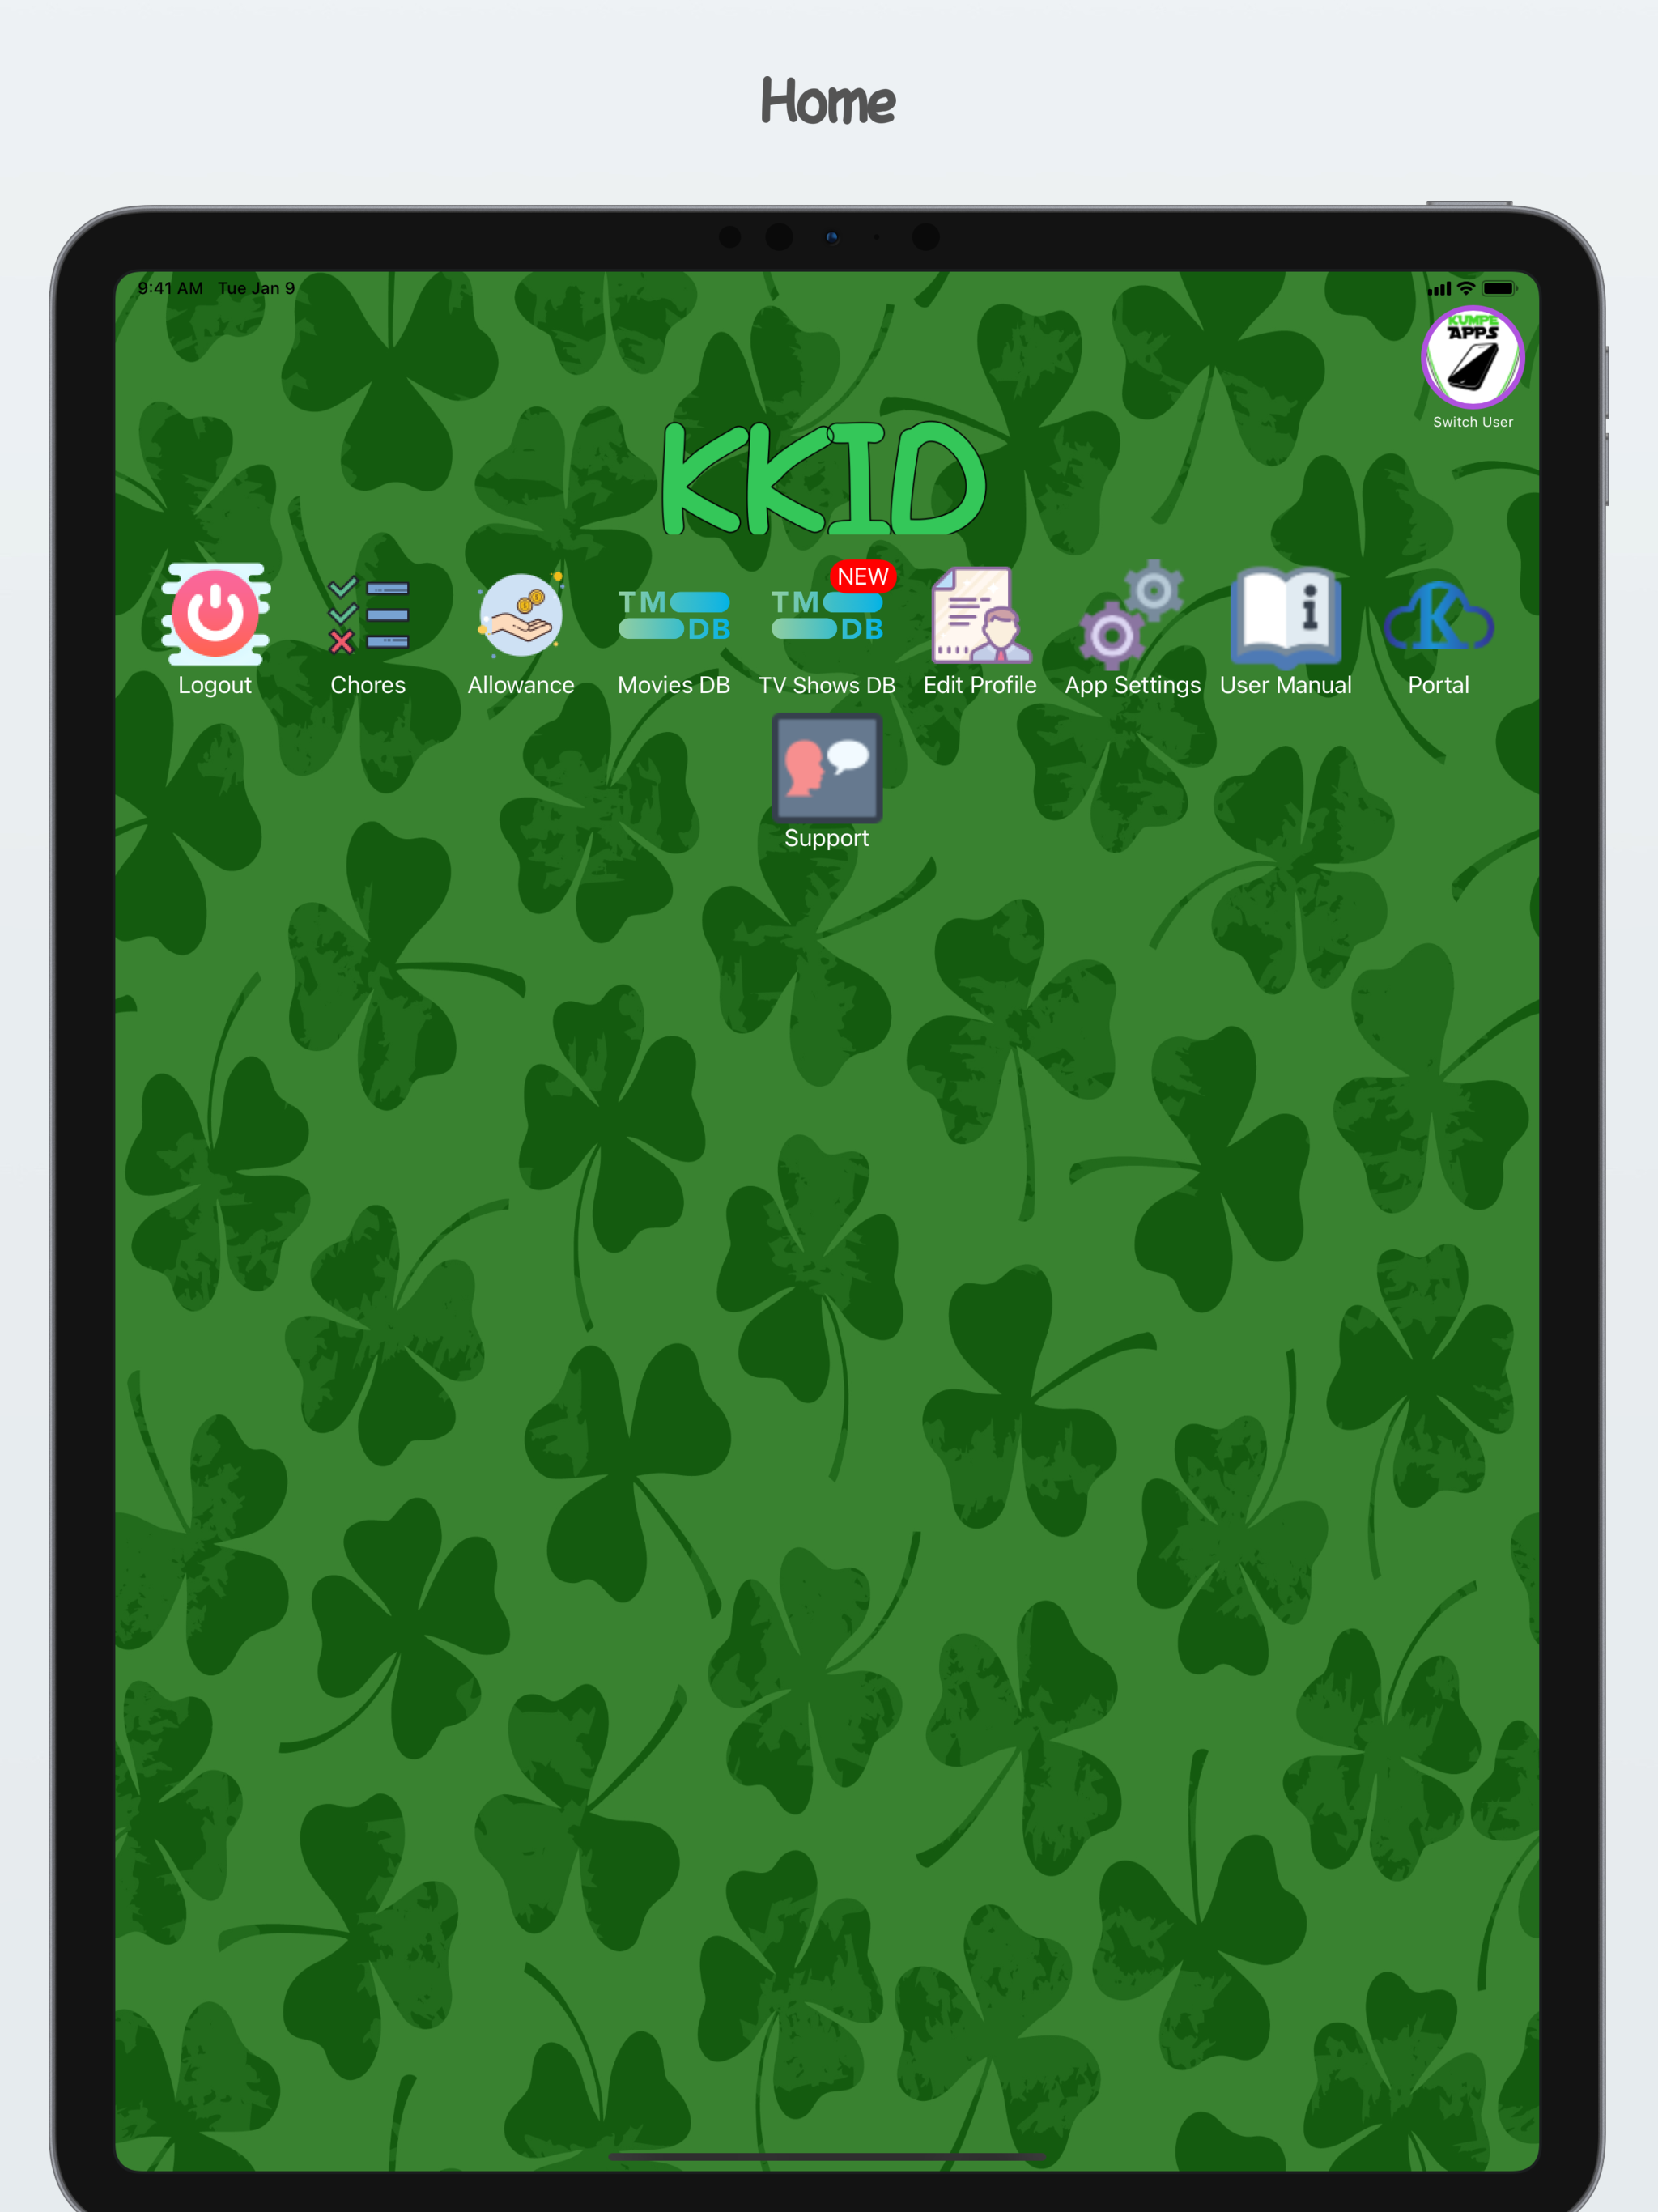 Home
9:41 AM Tue Jan 9
KUMPE
APPS
Switch User
KKID
NEW
TM
DB
TM
DB
K
Logout
Chores
Allowance
Movies DB
TV Shows DB
Edit Profile
App Settings
User Manual
Portal
Support